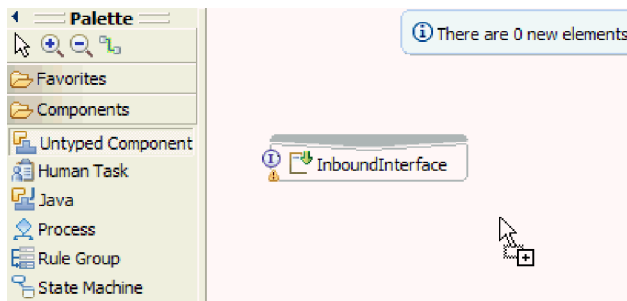 Palette
There are 0 new elements
Favorites
Components
Untyped Component
InboundInterface
Human Task
Java
Process
Rule Group
State Machine